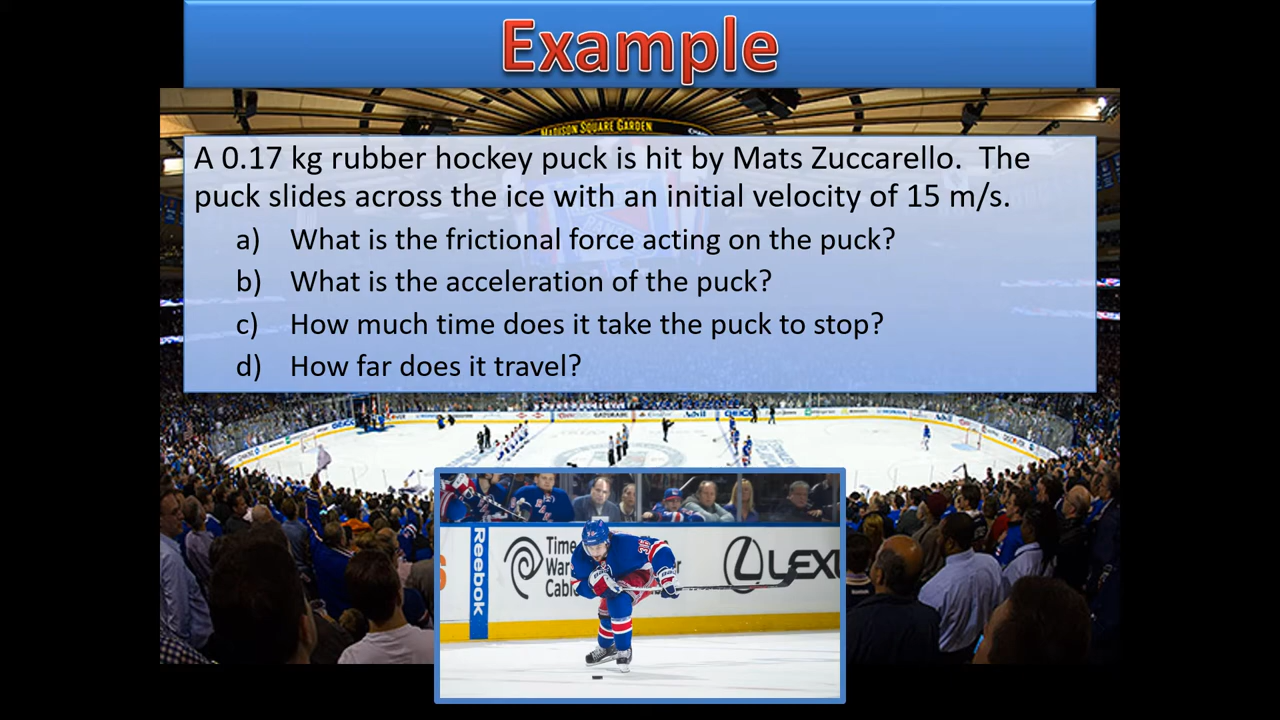 Example
MADISON SQUARE GARDEN
A 0.17 kg rubber hockey puck is hit by Mats Zuccarello. The
puck slides across the ice with an initial velocity of 15 m/s.
a) What is the frictional force acting on the puck?
b) What is the acceleration of the puck?
c) How much time does it take the puck to stop?
d) How far does it travel?
Reebok
Time
War
Cabl
LEXU